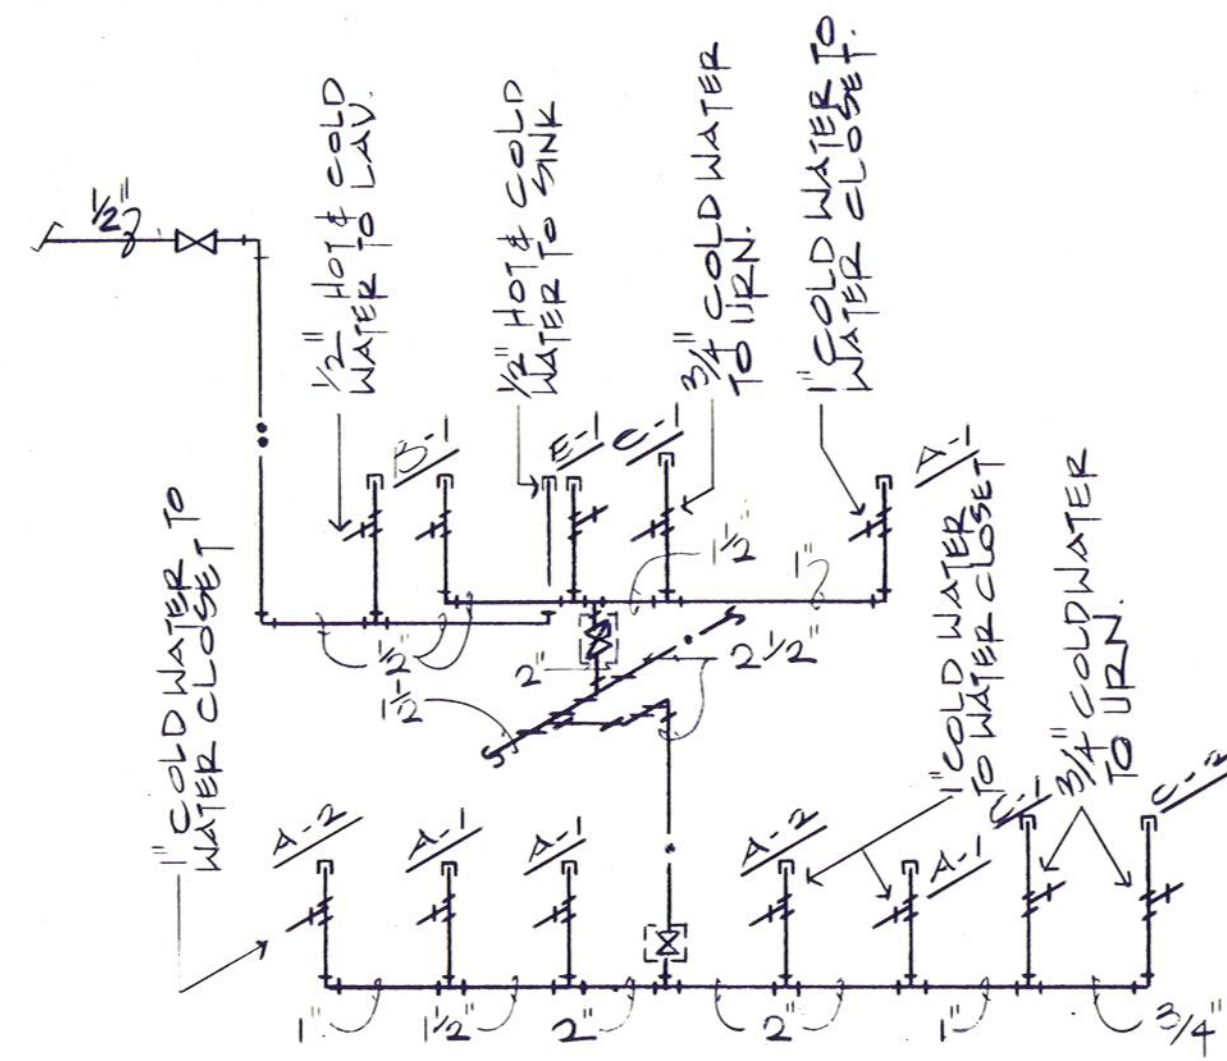 1/2"
1/2" HOT & COLD
WATER TO LAV.
1/2" HOT & COLD
WATER TO SINK
3/4" COLD WATER
TO URN.
1" COLD WATER TO
WATER CLOSET.
B-1
E-1
C-1
A-1
1 1/2"
1"
1/2"
2"
2 1/2"
1 1/2
1" COLD WATER TO
WATER CLOSET
1" COLD WATER
TO WATER CLOSET
3/4" COLD WATER
TO URN.
A-2
A-1
A-1
A-2
A-1
C-1
C-2
1"
1 1/2"
2"
2"
1"
3/4"